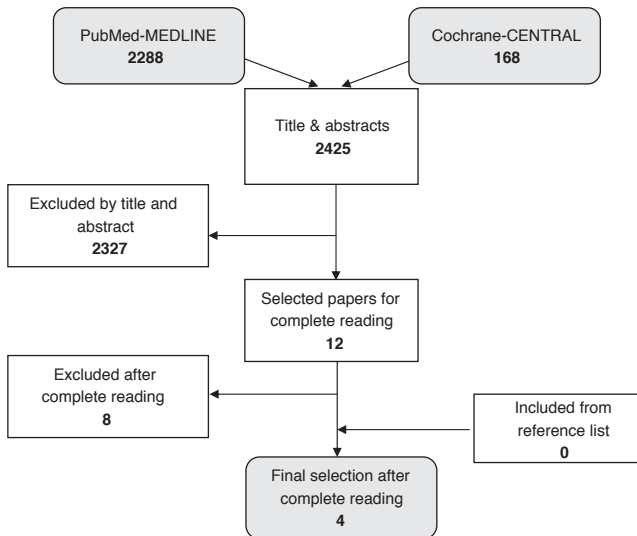 PubMed-MEDLINE
2288
Cochrane-CENTRAL
168
Title & abstracts
2425
Excluded by title and
abstract
2327
Selected papers for
complete reading
12
Excluded after
complete reading
8
Included from
reference list
0
Final selection after
complete reading
4